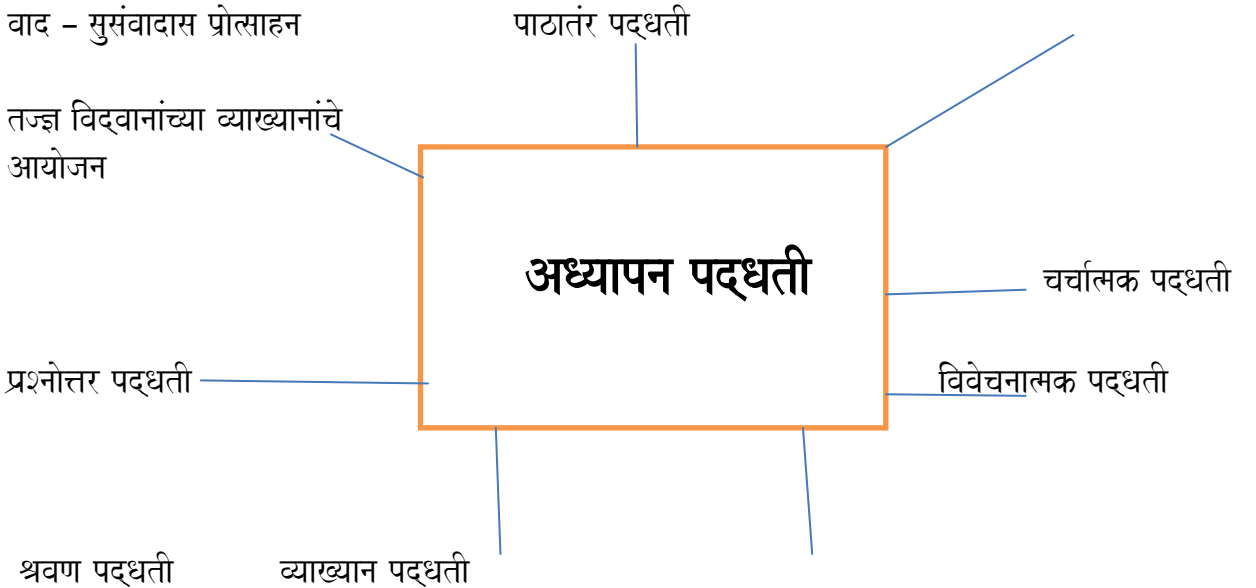 वाद – सुसंवादास प्रोत्साहन
पाठातंर पद्धती
तज्ज्ञ विद्वानांच्या व्याख्यानांचे
आयोजन
अध्यापन पद्धती
चर्चात्मक पद्धती
प्रश्नोत्तर पद्धती
विवेचनात्मक पद्धती
श्रवण पद्धती
व्याख्यान पद्धती